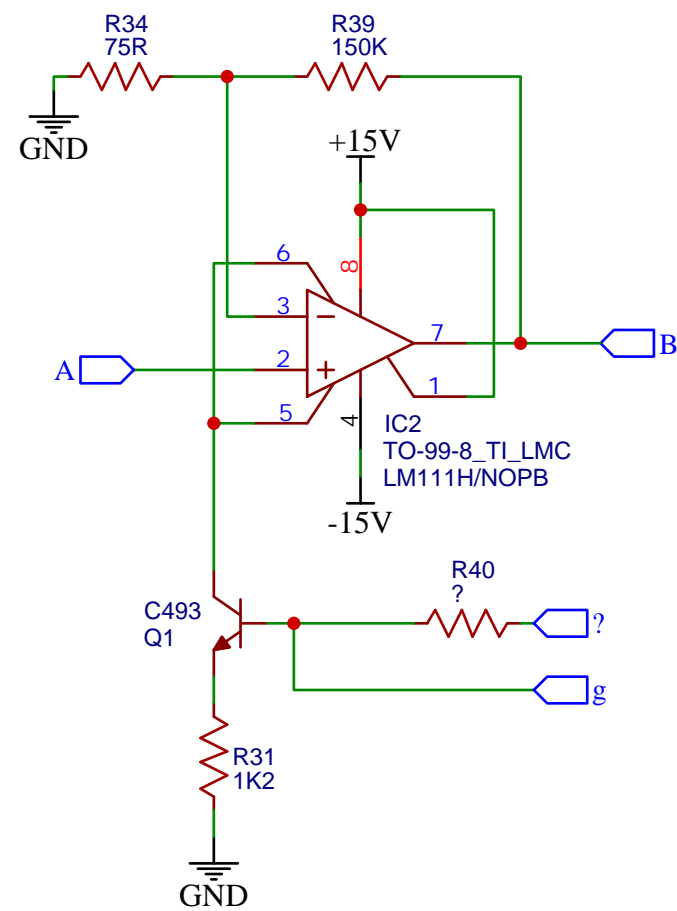 R34
75R
R39
150K
GND
+15V
8
6
3
2
5
7
1
4
A
B
IC2
TO-99-8_TI_LMC
LM111H/NOPB
-15V
R40
?
?
C493
Q1
g
R31
1K2
GND